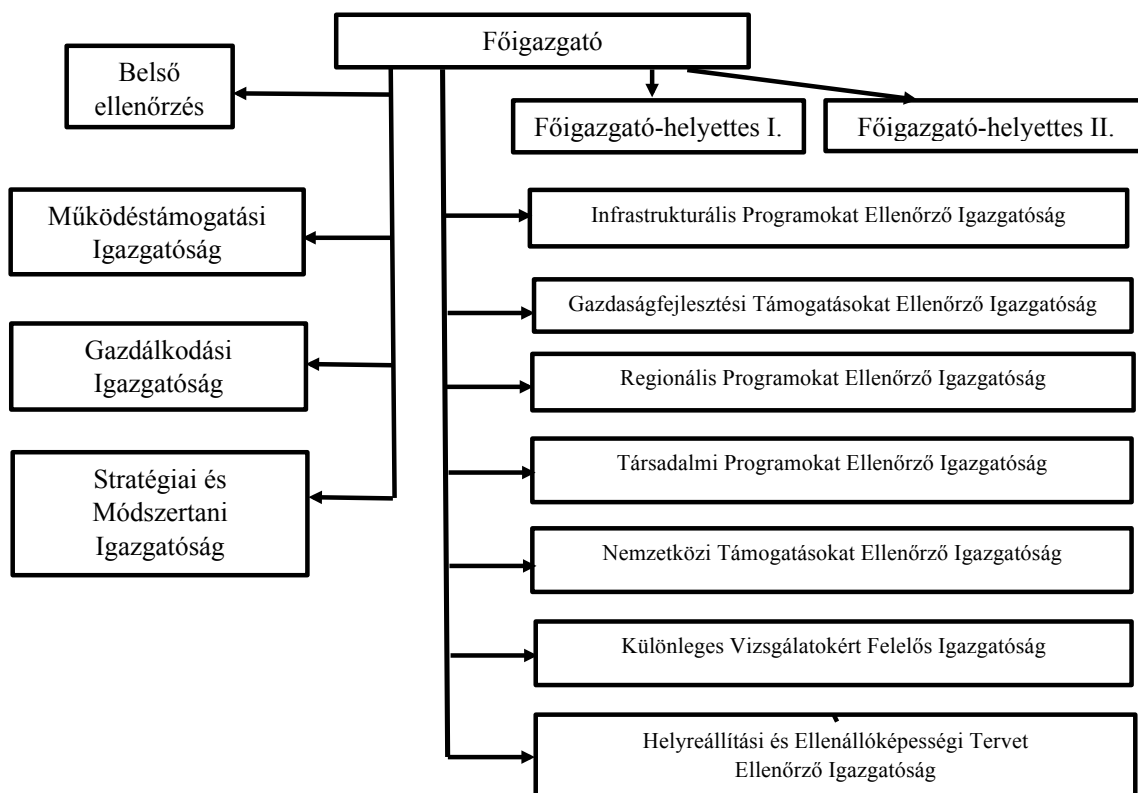 Főigazgató
Belső
ellenőrzés
Főigazgató-helyettes I.
Főigazgató-helyettes II.
Működéstámogatási
Igazgatóság
Gazdálkodási
Igazgatóság
Stratégiai és
Módszertani
Igazgatóság
Infrastrukturális Programokat Ellenőrző Igazgatóság
Gazdaságfejlesztési Támogatásokat Ellenőrző Igazgatóság
Regionális Programokat Ellenőrző Igazgatóság
Társadalmi Programokat Ellenőrző Igazgatóság
Nemzetközi Támogatásokat Ellenőrző Igazgatóság
Különleges Vizsgálatokért Felelős Igazgatóság
Helyreállítási és Ellenállóképességi Tervet
Ellenőrző Igazgatóság